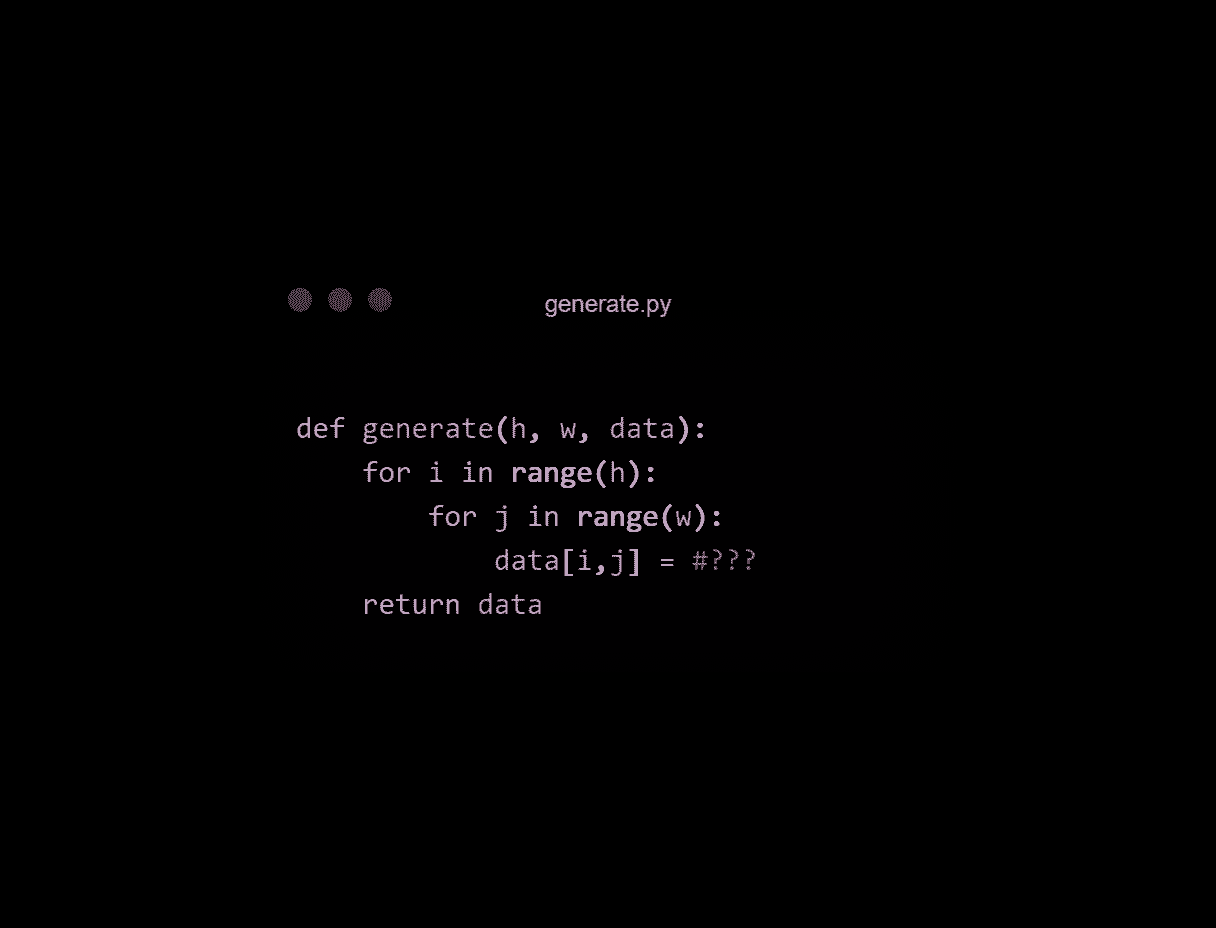 generate.py
def generate(h, w, data):
    for i in range(h):
        for j in range(w):
            data[i,j] = #???
    return data